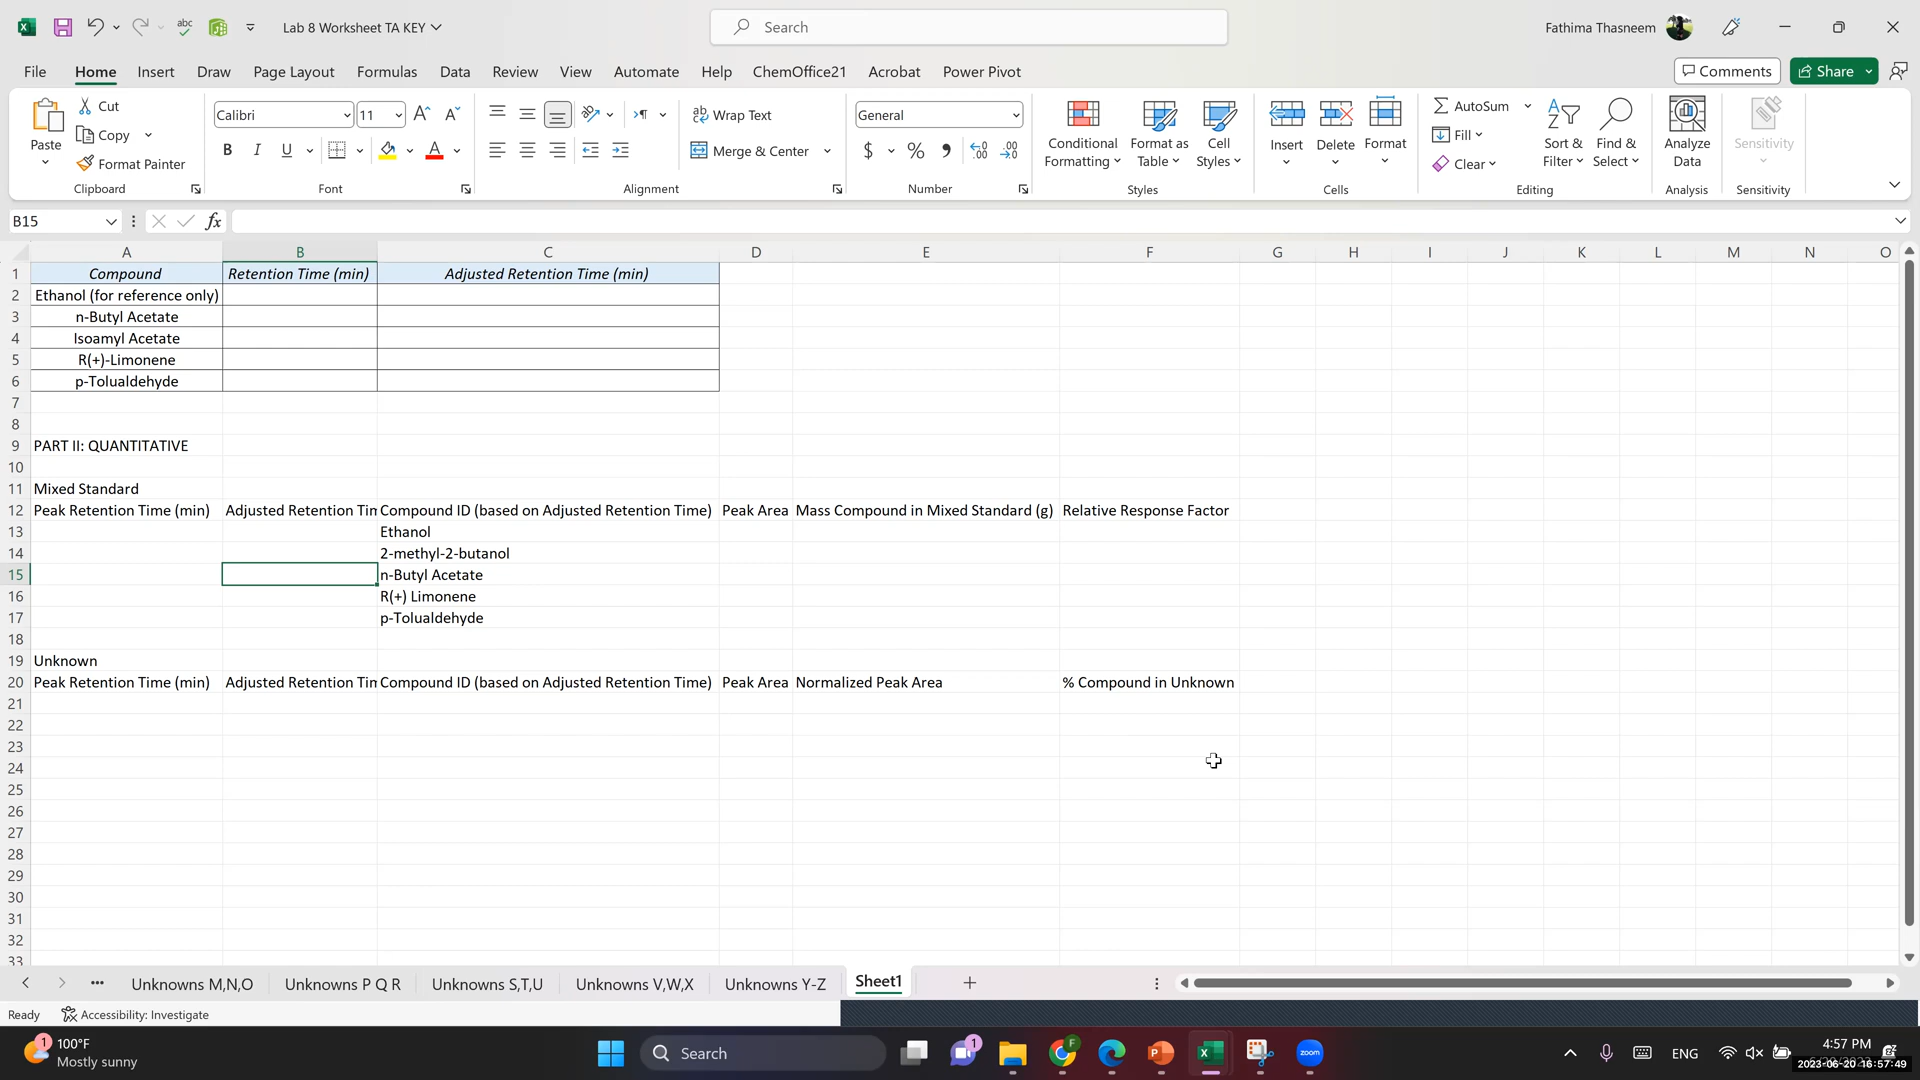 Lab 8 Worksheet TA KEY
Search
Fathima Thasneem
File Home Insert Draw Page Layout Formulas Data Review View Automate Help ChemOffice21 Acrobat Power Pivot
Comments
Share
Paste
Cut
Copy
Format Painter
Clipboard
Calibri
11
B I U
Font
Wrap Text
Merge & Center
Alignment
General
$ % ,
Number
Conditional Formatting
Format as Table
Cell Styles
Styles
Insert
Delete
Format
Cells
AutoSum
Fill
Clear
Sort & Filter
Find & Select
Editing
Analyze Data
Analysis
Sensitivity
Sensitivity
B15
fx
A B C D E F G H I J K L M N O
1 Compound Retention Time (min) Adjusted Retention Time (min)
2 Ethanol (for reference only)
3 n-Butyl Acetate
4 Isoamyl Acetate
5 R(+)-Limonene
6 p-Tolualdehyde
7
8
9 PART II: QUANTITATIVE
10
11 Mixed Standard
12 Peak Retention Time (min) Adjusted Retention Tin Compound ID (based on Adjusted Retention Time) Peak Area Mass Compound in Mixed Standard (g) Relative Response Factor
13 Ethanol
14 2-methyl-2-butanol
15 n-Butyl Acetate
16 R(+) Limonene
17 p-Tolualdehyde
18
19 Unknown
20 Peak Retention Time (min) Adjusted Retention Tin Compound ID (based on Adjusted Retention Time) Peak Area Normalized Peak Area % Compound in Unknown
21
22
23
24
25
26
27
28
29
30
31
32
33
Unknowns M,N,O Unknowns P Q R Unknowns S,T,U Unknowns V,W,X Unknowns Y-Z Sheet1
Ready
Accessibility: Investigate
100°F
Mostly sunny
Search
zoom
ENG
4:57 PM
2023-06-20 16:57:49